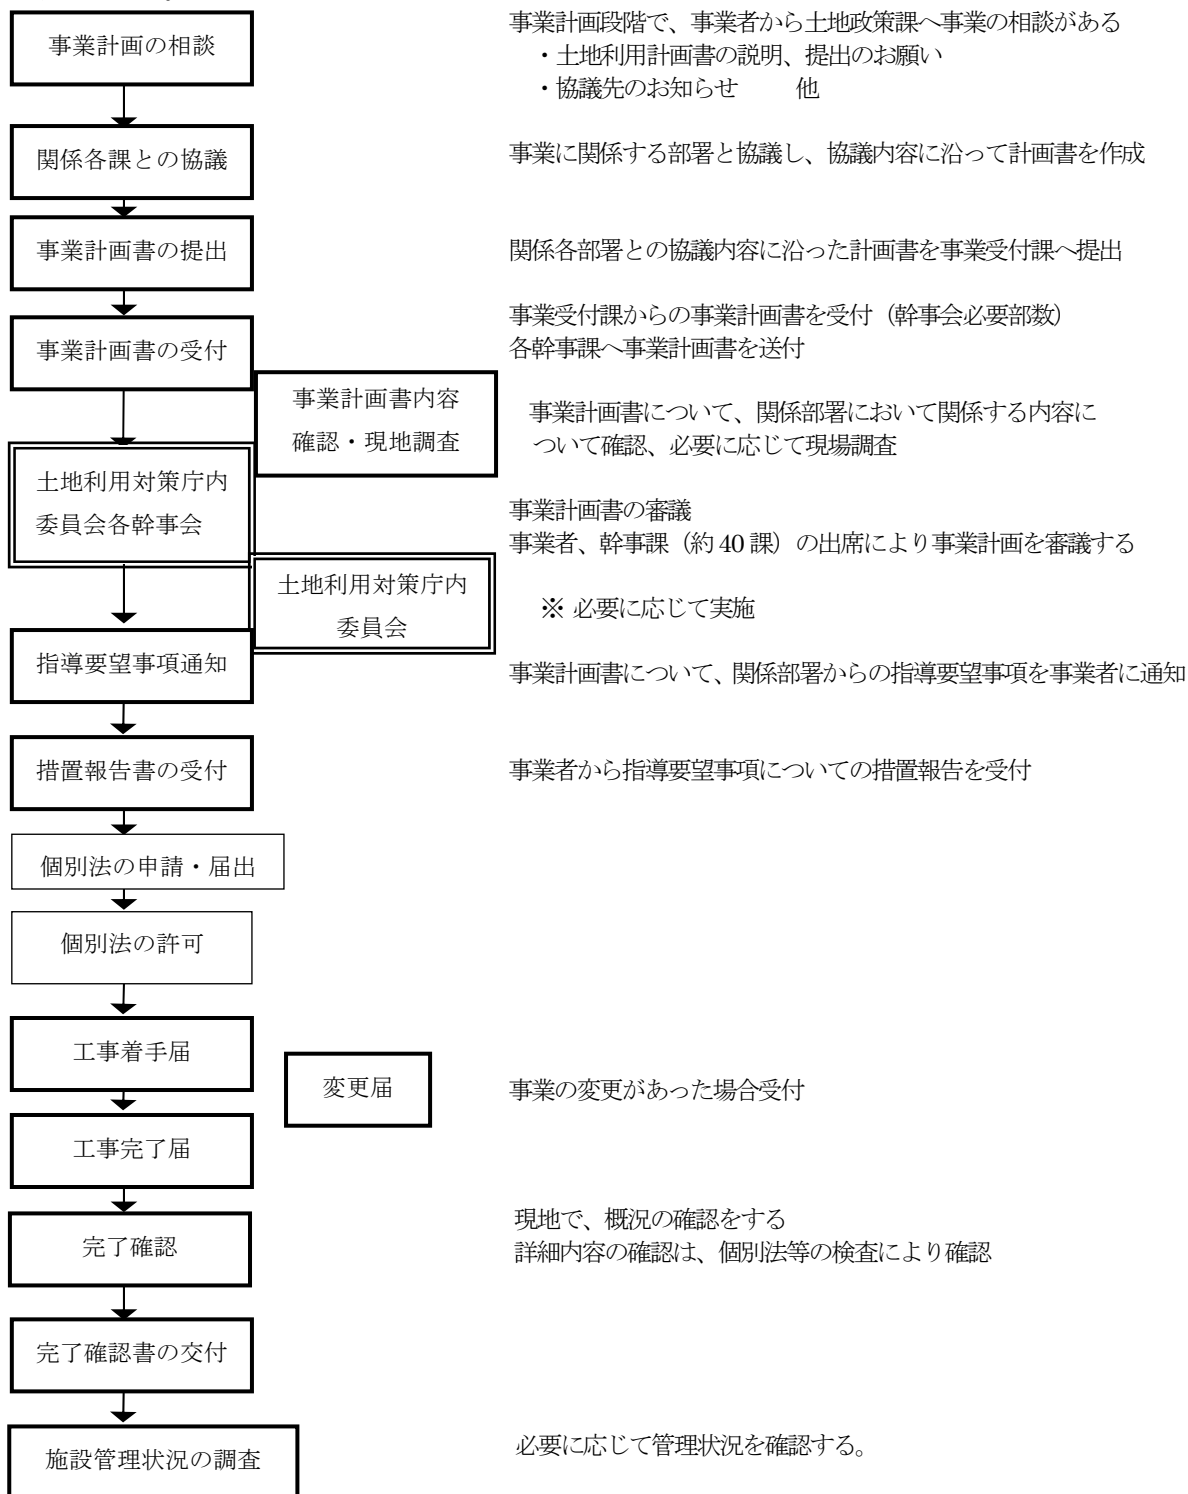 事業計画の相談
事業計画段階で、事業者から土地政策課へ事業の相談がある
・土地利用計画書の説明、提出のお願い
・協議先のお知らせ　　他
関係各課との協議
事業に関係する部署と協議し、協議内容に沿って計画書を作成
事業計画書の提出
関係各部署との協議内容に沿った計画書を事業受付課へ提出
事業計画書の受付
事業受付課からの事業計画書を受付（幹事会必要部数）
各幹事課へ事業計画書を送付
事業計画書内容
確認・現地調査
事業計画書について、関係部署において関係する内容に
ついて確認、必要に応じて現場調査
土地利用対策庁内
委員会各幹事会
事業計画書の審議
事業者、幹事課（約 40 課）の出席により事業計画を審議する
土地利用対策庁内
委員会
※ 必要に応じて実施
指導要望事項通知
事業計画書について、関係部署からの指導要望事項を事業者に通知
措置報告書の受付
事業者から指導要望事項についての措置報告を受付
個別法の申請・届出
個別法の許可
工事着手届
変更届
事業の変更があった場合受付
工事完了届
完了確認
現地で、概況の確認をする
詳細内容の確認は、個別法等の検査により確認
完了確認書の交付
施設管理状況の調査
必要に応じて管理状況を確認する。